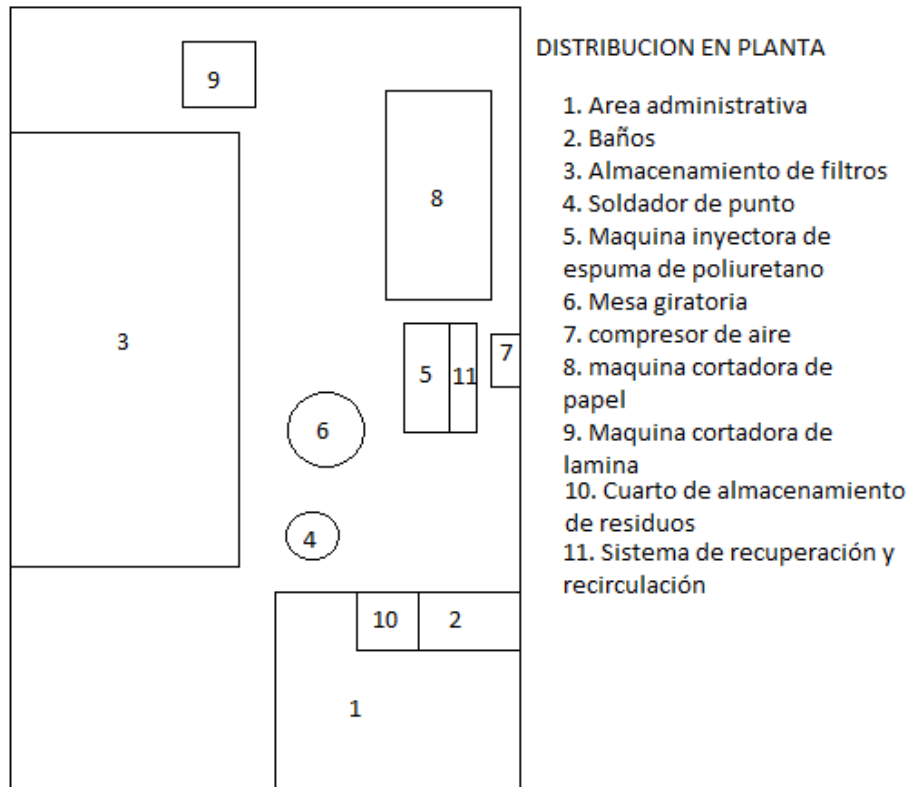 DISTRIBUCION EN PLANTA
1. Area administrativa
2. Baños
3. Almacenamiento de filtros
4. Soldador de punto
5. Maquina inyectora de
espuma de poliuretano
6. Mesa giratoria
7. compresor de aire
8. maquina cortadora de
papel
9. Maquina cortadora de
lamina
10. Cuarto de almacenamiento
de residuos
11. Sistema de recuperación y
recirculación
9
8
3
7
5
11
6
4
10
2
1